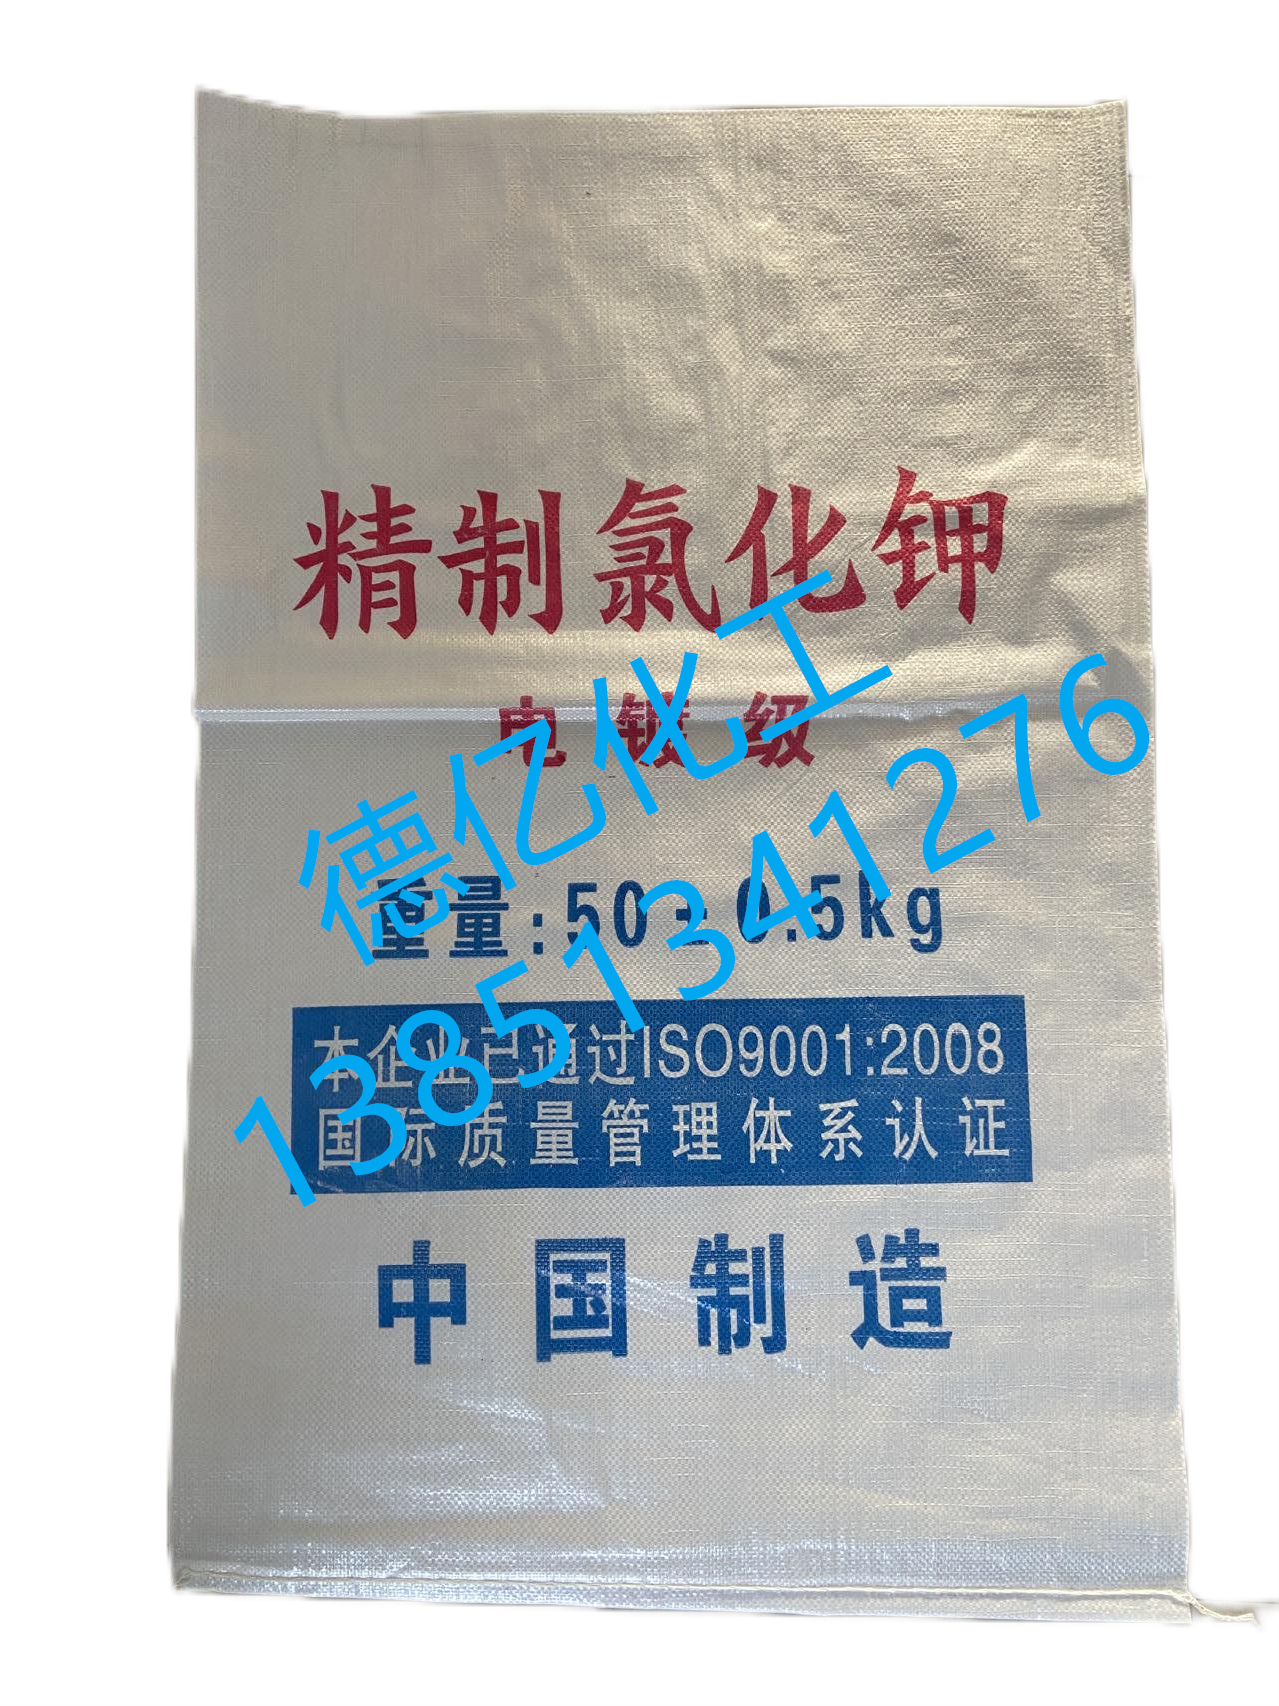 精制氯化钾
电镀级
重量:50±0.5kg
本企业已通过ISO9001:2008
国际质量管理体系认证
中国制造
德亿化工
13851341276